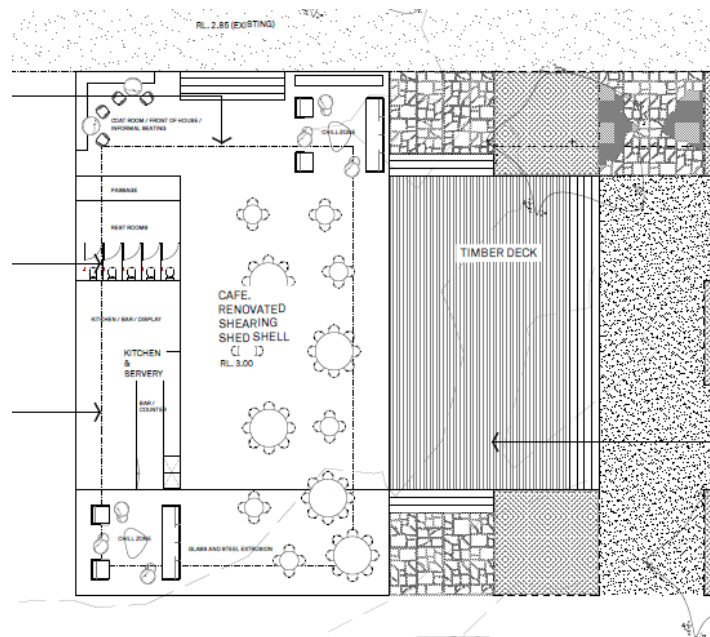 RL. 2.85 (EXISTING)
COAT ROOM / FRONT OF HOUSE /
INFORMAL SEATING
CHILL ZONE
PASSAGE
REST ROOMS
TIMBER DECK
CAFE.
RENOVATED
SHEARING
SHED SHELL
RL. 3.00
KITCHEN / BAR / DISPLAY
KITCHEN
&
SERVERY
BAR /
COUNTER
CHILL ZONE
GLASS AND STEEL EXTRUSION